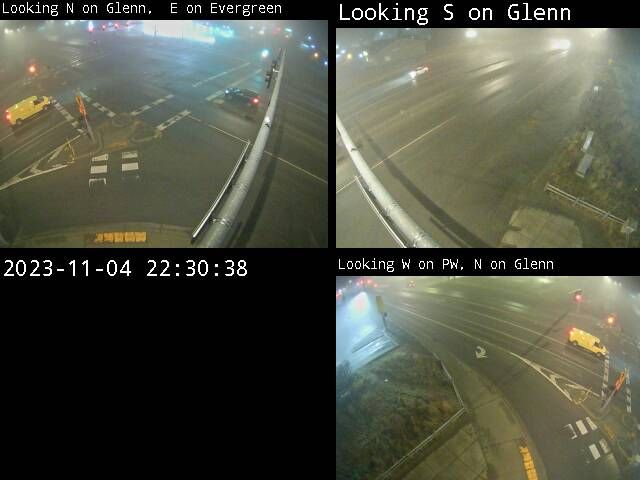 Looking N on Glenn,  E on Evergreen
Looking S on Glenn
2023-11-04 22:30:38
Looking W on PW, N on Glenn